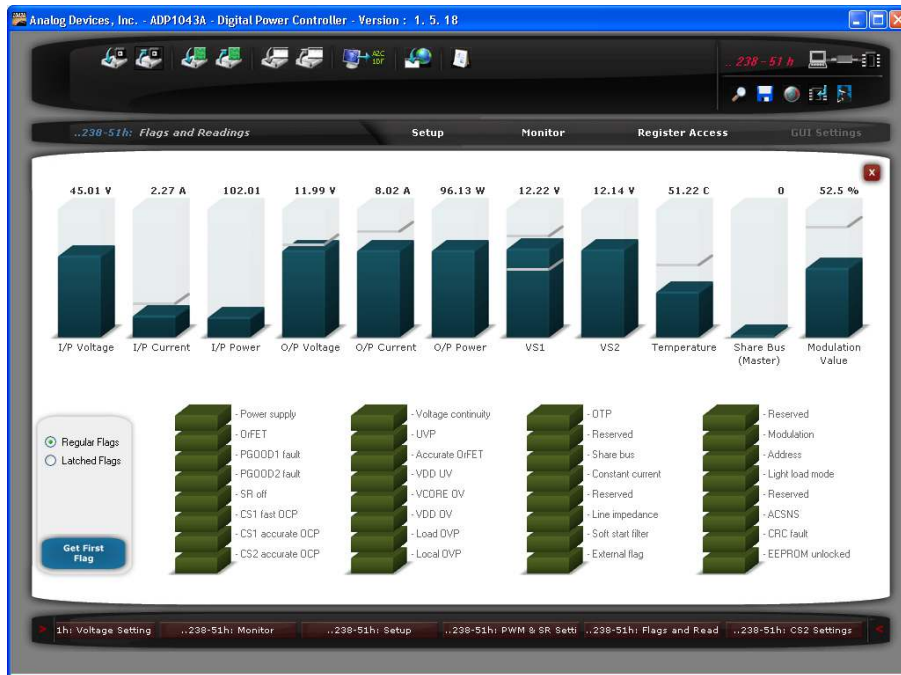 Analog Devices, Inc. - ADP1043A - Digital Power Controller - Version : 1. 5. 18
A2C
1DF
.. 238-51 h
..238-51h: Flags and Readings Setup Monitor Register Access GUI Settings
x
45.01 V 2.27 A 102.01 11.99 V 8.02 A 96.13 W 12.22 V 12.14 V 51.22 C 0 52.5 %
I/P Voltage I/P Current I/P Power O/P Voltage O/P Current O/P Power VS1 VS2 Temperature Share Bus Modulation
(Master) Value
Regular Flags
Latched Flags
Get First
Flag
- Power supply
- OrFET
- PGOOD1 fault
- PGOOD2 fault
- SR off
- CS1 fast OCP
- CS1 accurate OCP
- CS2 accurate OCP
- Voltage continuity
- UVP
- Accurate OrFET
- VDD UV
- VCORE OV
- VDD OV
- Load OVP
- Local OVP
- OTP
- Reserved
- Share bus
- Constant current
- Reserved
- Line impedance
- Soft start filter
- External flag
- Reserved
- Modulation
- Address
- Light load mode
- Reserved
- ACSNS
- CRC fault
- EEPROM unlocked
> 1h: Voltage Setting ..238-51h: Monitor ..238-51h: Setup ..238-51h: PWM & SR Setti ..238-51h: Flags and Read ..238-51h: CS2 Settings <